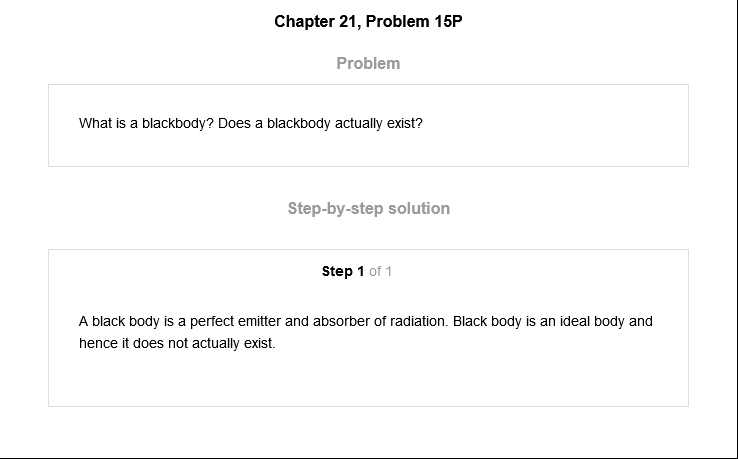 Chapter 21, Problem 15P
Problem
What is a blackbody? Does a blackbody actually exist?
Step-by-step solution
Step 1 of 1
A black body is a perfect emitter and absorber of radiation. Black body is an ideal body and
hence it does not actually exist.